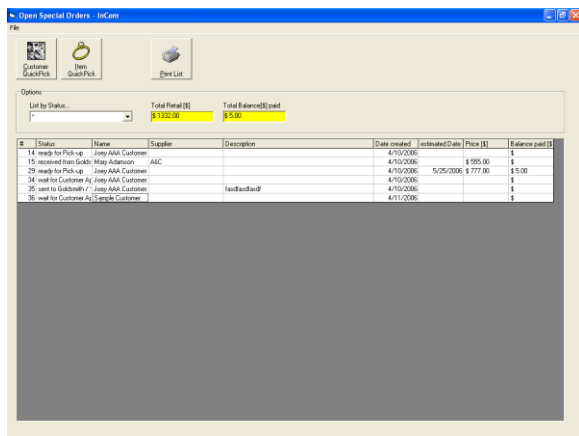 Open Special Orders - InCom
File
Customer QuickPick
Item QuickPick
Print List
Options
List by Status...
Total Retail [$]
Total Balance[$] paid
*
$ 1332.00
$ 5.00
# Status Name Supplier Description Date created estimated Date Price [$] Balance paid [$
14 ready for Pick-up Joey AAA Customer 4/10/2006 $
15 received from Golds Mary Adamson A&C 4/10/2006 $ 555.00 $
29 ready for Pick-up Joey AAA Customer 4/10/2006 5/25/2006 $ 777.00 $ 5.00
34 wait for Customer Ap Joey AAA Customer 4/10/2006 $
35 sent to Goldsmith / Joey AAA Customer fasdfasdfasdf 4/10/2006 $
36 wait for Customer Ap Sample Customer 4/11/2006 $